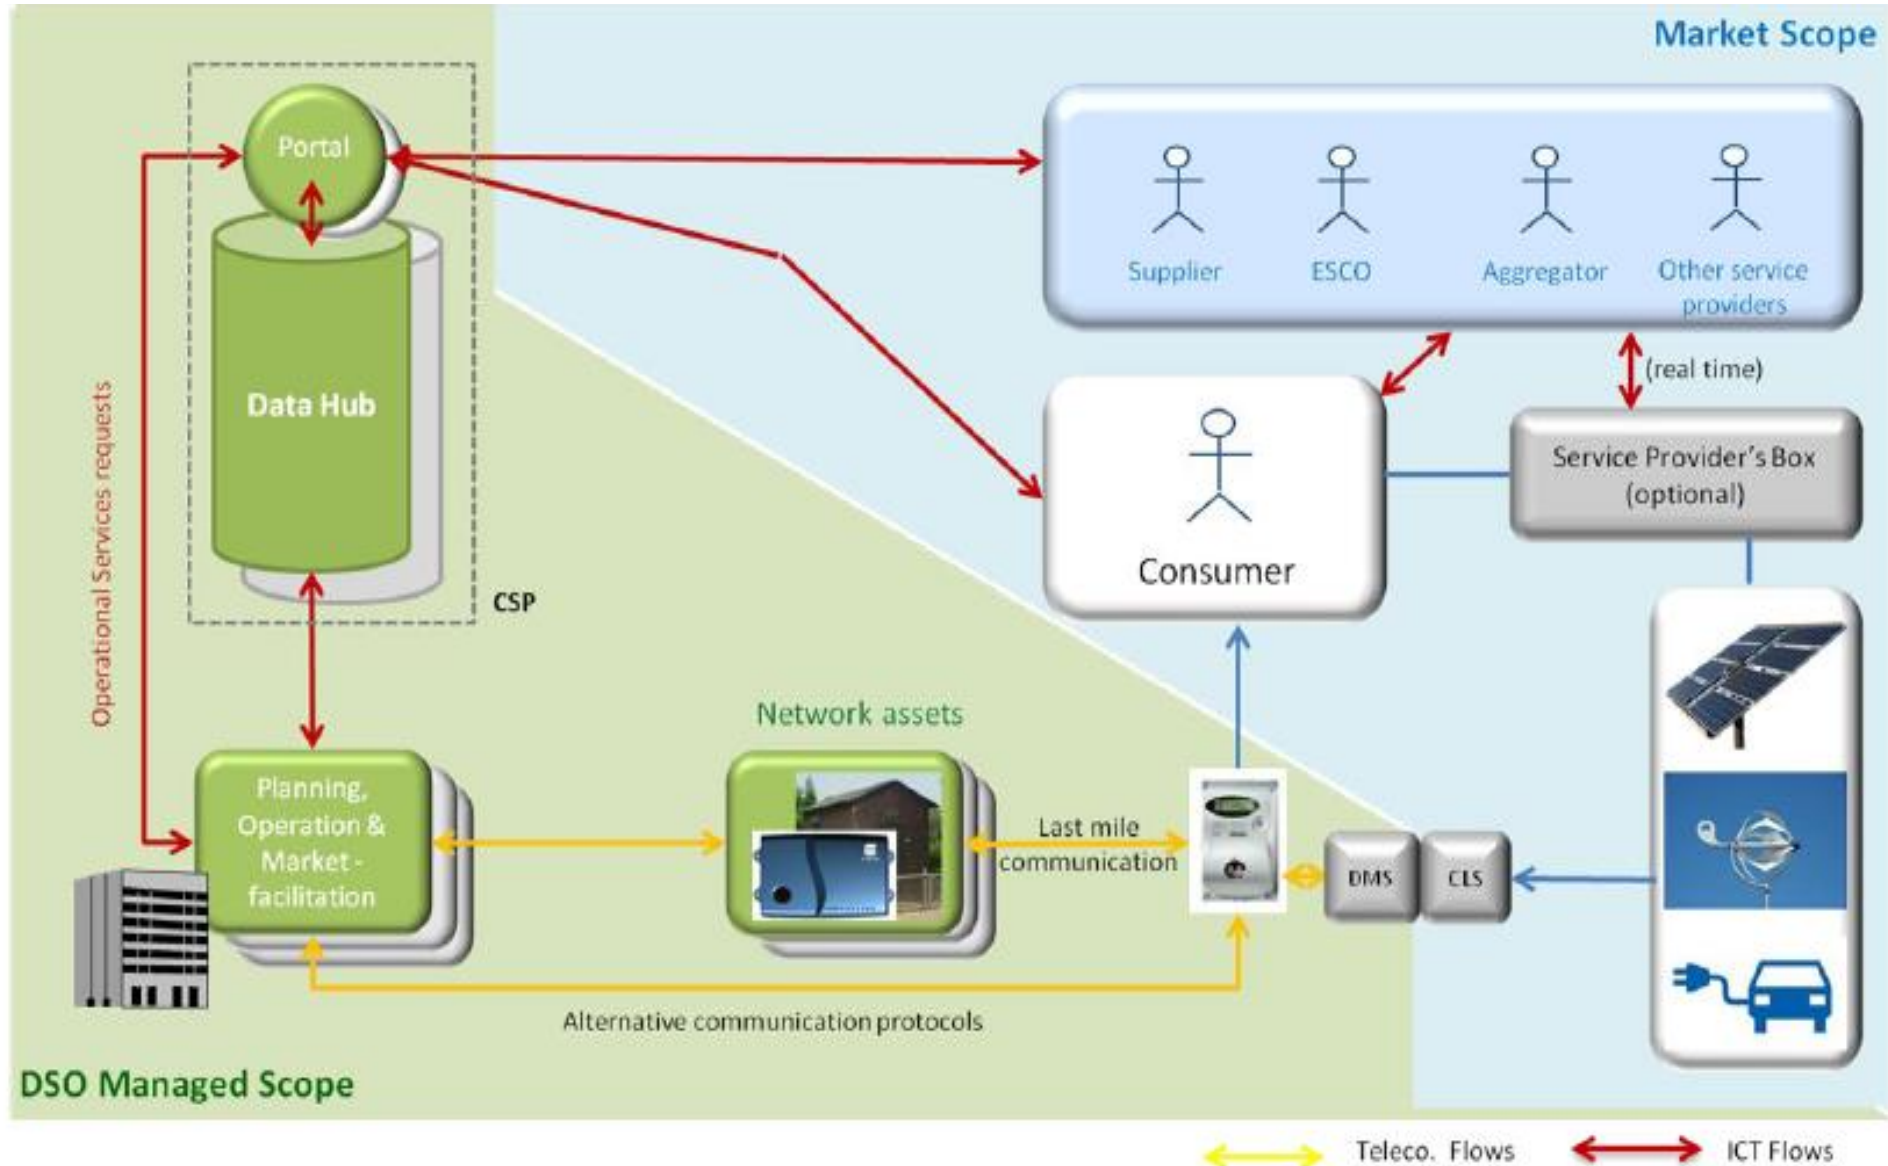 Market Scope
Portal
Supplier
ESCO
Aggregator
Other service
providers
(real time)
Data Hub
Operational Services requests
Service Provider's Box
(optional)
Consumer
CSP
Network assets
Planning,
Operation &
Market -
facilitation
Last mile
communication
DMS
CLS
Alternative communication protocols
DSO Managed Scope
Teleco. Flows
ICT Flows